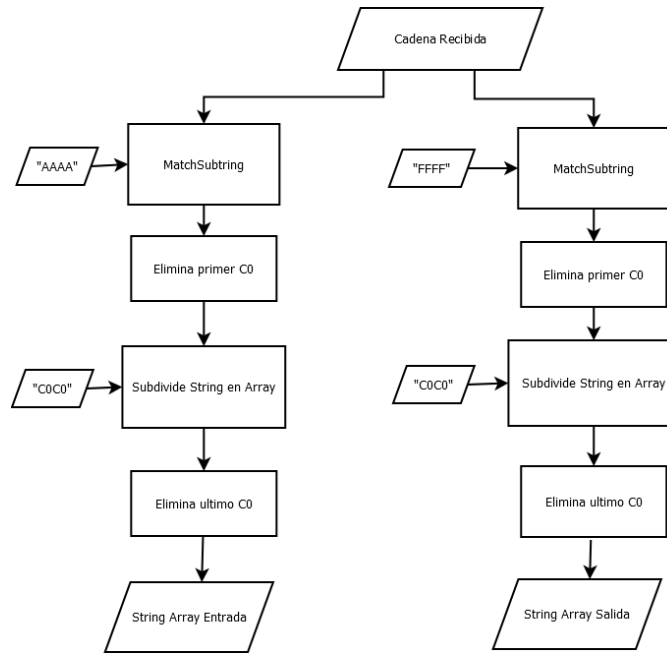 Cadena Recibida
"AAAA"
MatchSubtring
"FFFF"
MatchSubtring
Elimina primer C0
Elimina primer C0
"C0C0"
Subdivide String en Array
"C0C0"
Subdivide String en Array
Elimina ultimo C0
Elimina ultimo C0
String Array Entrada
String Array Salida